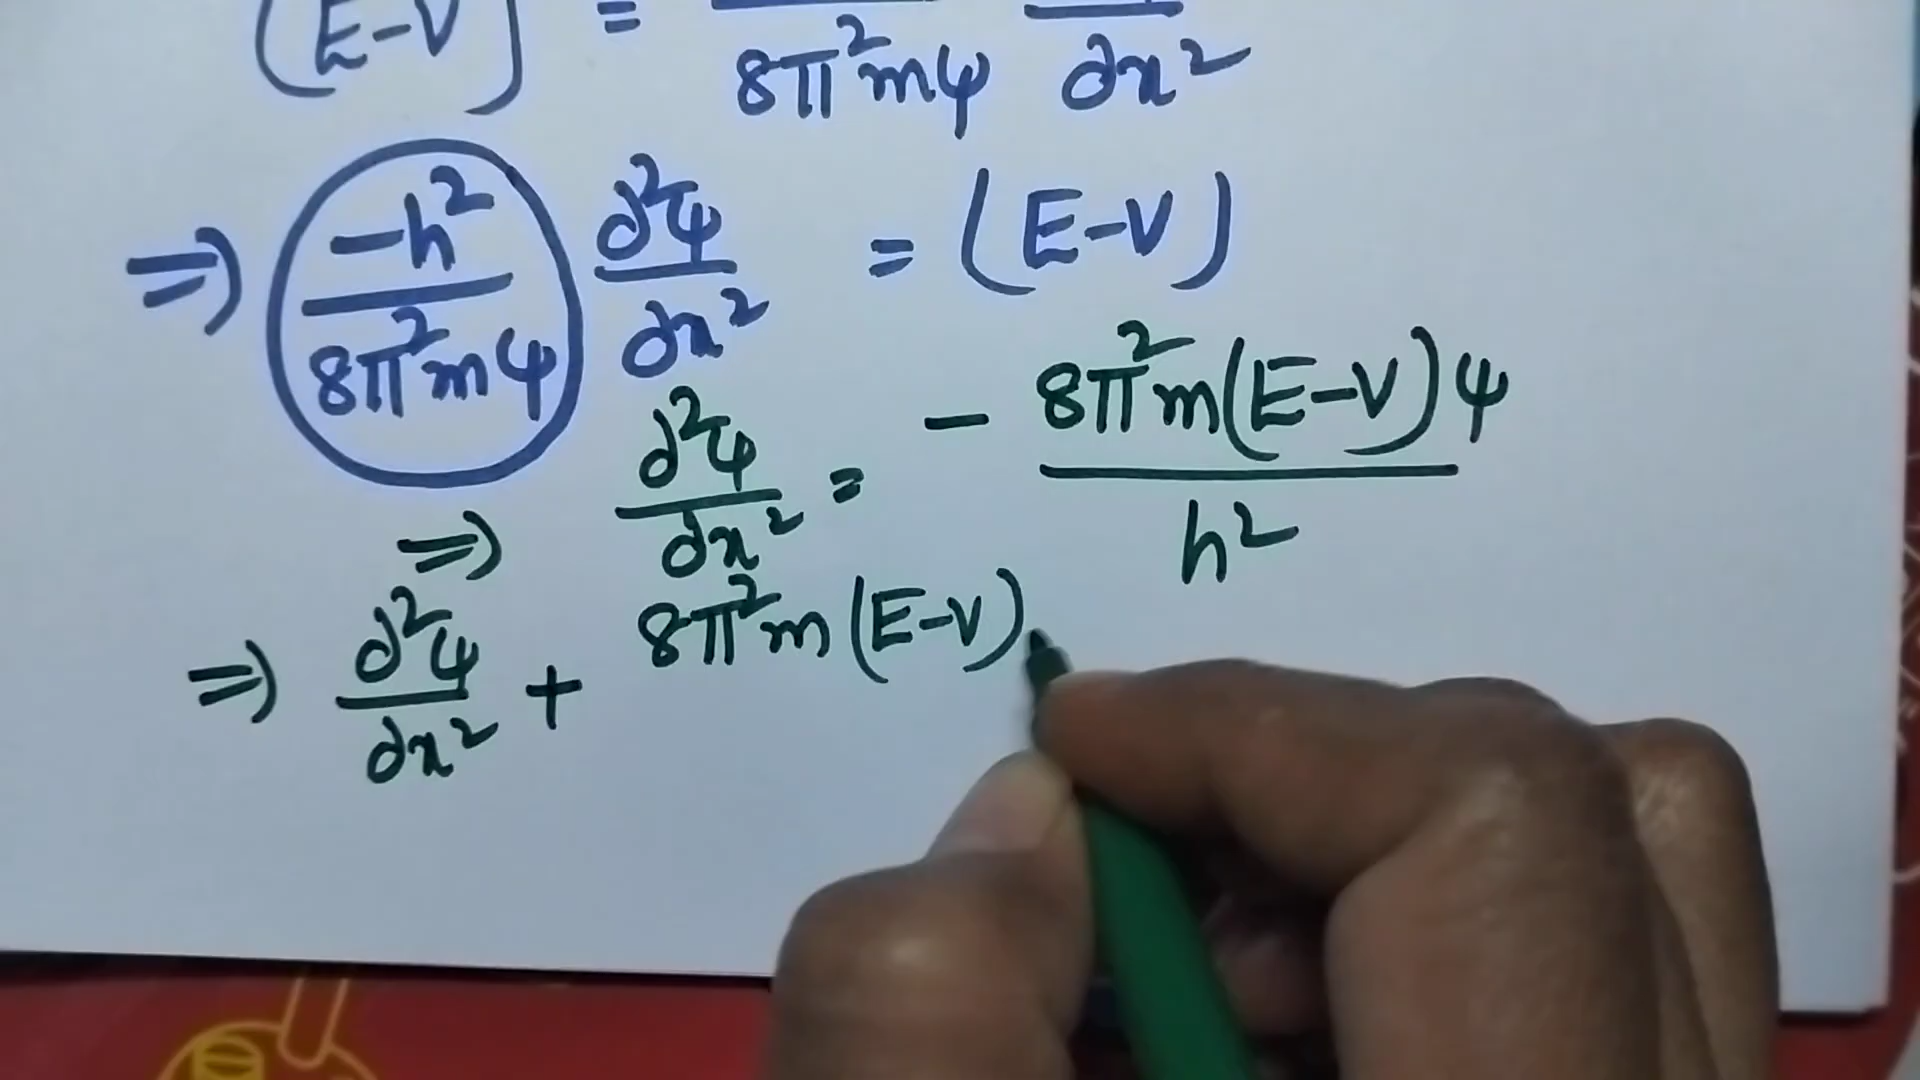 (E-V) = 8π²mψ ∂x²
⇒ -h²/8π²mψ ∂²ψ/∂x² = (E-V)
⇒ ∂²ψ/∂x² = - 8π²m(E-V)ψ/h²
⇒ ∂²ψ/∂x² + 8π²m(E-V)